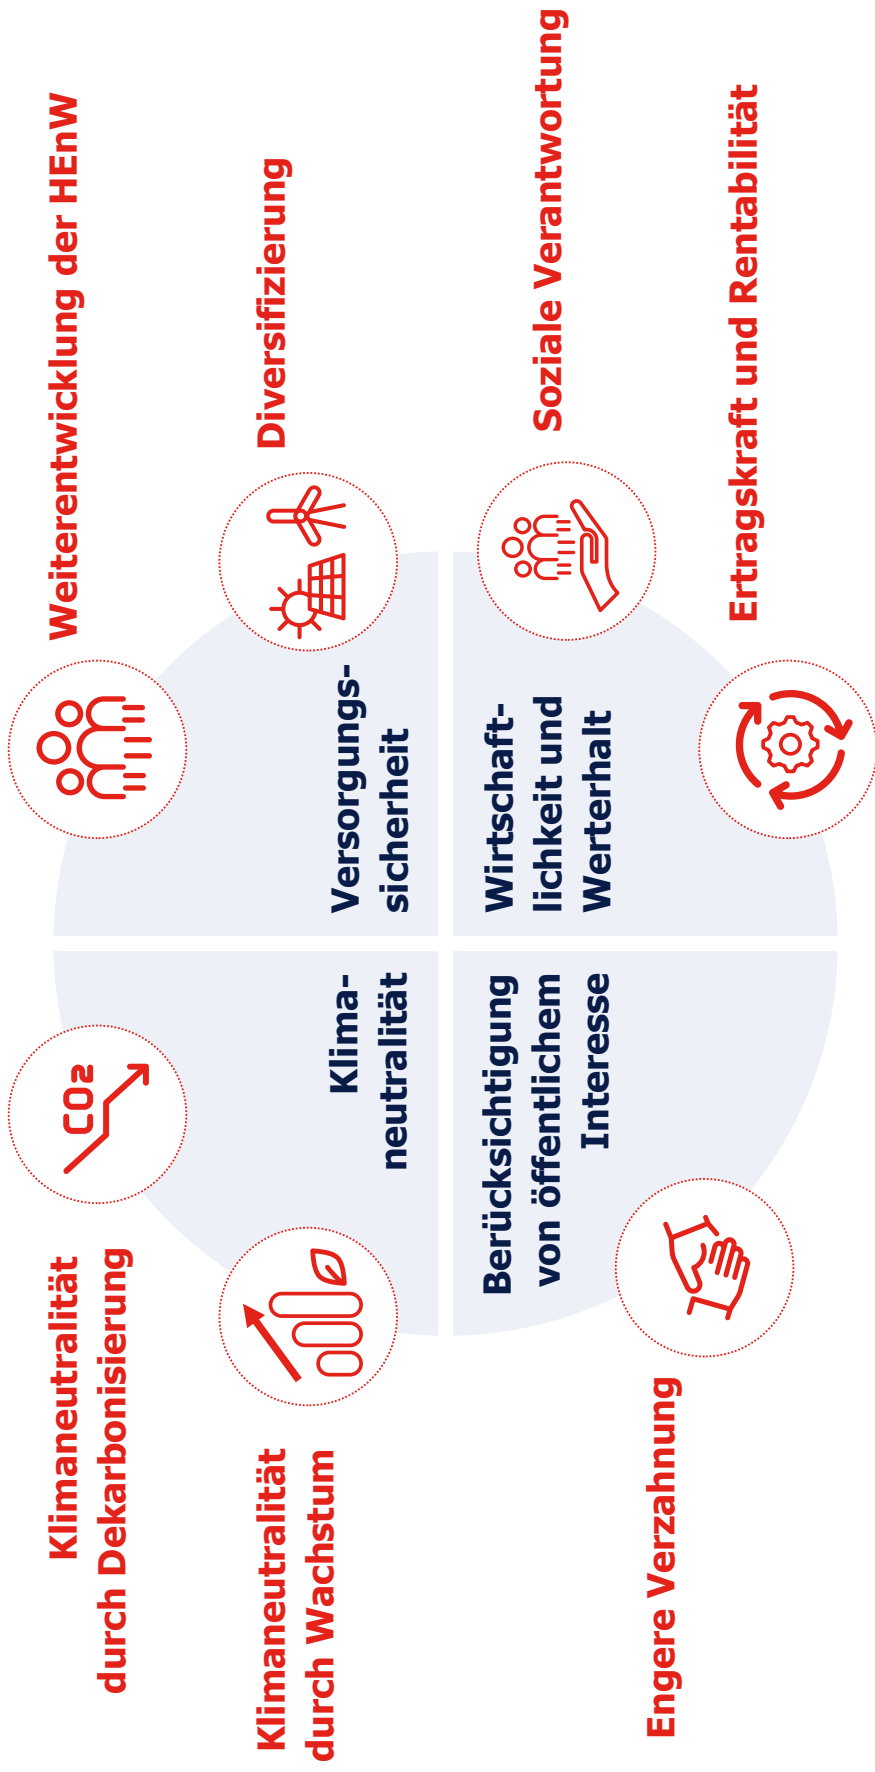 Klimaneutralität
durch Dekarbonisierung
CO₂
Klimaneutralität
durch Wachstum
Klima-
neutralität
Weiterentwicklung der HEnW
Diversifizierung
Versorgungs-
sicherheit
Berücksichtigung
von öffentlichem
Interesse
Engere Verzahnung
Wirtschaft-
lichkeit und
Werterhalt
Soziale Verantwortung
Ertragskraft und Rentabilität